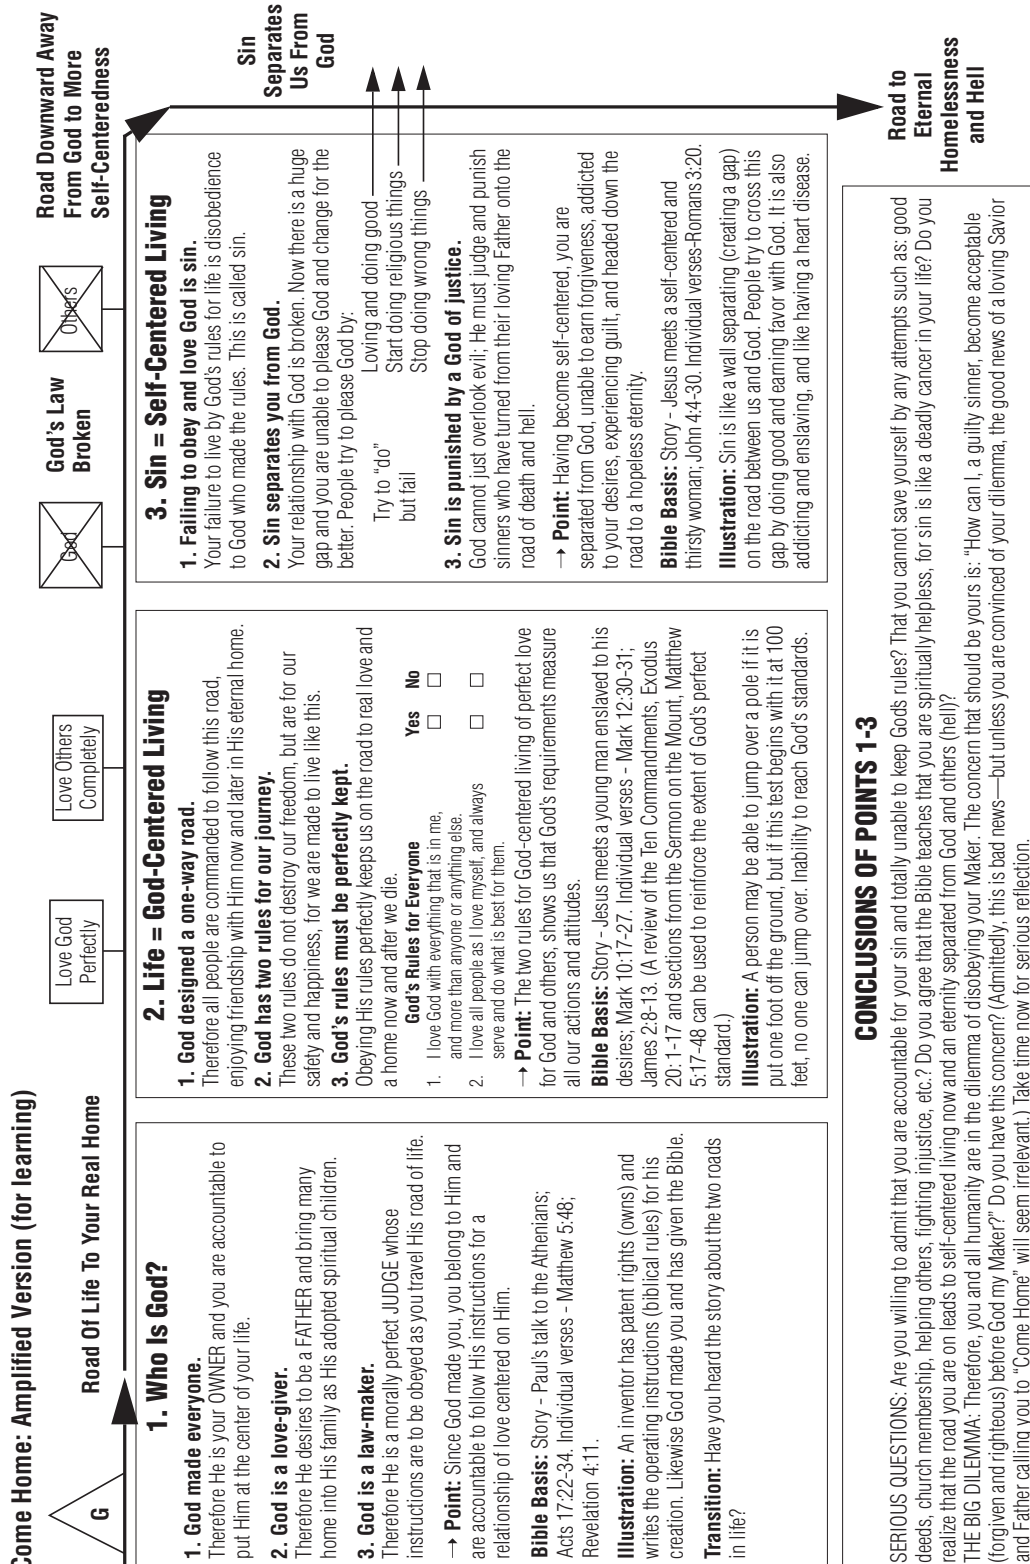 Come Home: Amplified Version (for learning)
G
Road Of Life To Your Real Home
Love God
Perfectly
Love Others
Completely
God
God's Law
Broken
Others
Road Downward Away
From God to More
Self-Centeredness
1. Who Is God?
1. God made everyone.
Therefore He is your OWNER and you are accountable to
put Him at the center of your life.
2. God is a love-giver.
Therefore He desires to be a FATHER and bring many
home into His family as His adopted spiritual children.
3. God is a law-maker.
Therefore He is a morally perfect JUDGE whose
instructions are to be obeyed as you travel His road of life.
→ Point: Since God made you, you belong to Him and
are accountable to follow His instructions for a
relationship of love centered on Him.
Bible Basis: Story - Paul's talk to the Athenians;
Acts 17:22-34. Individual verses - Matthew 5:48;
Revelation 4:11.
Illustration: An inventor has patent rights (owns) and
writes the operating instructions (biblical rules) for his
creation. Likewise God made you and has given the Bible.
Transition: Have you heard the story about the two roads
in life?
2. Life = God-Centered Living
1. God designed a one-way road.
Therefore all people are commanded to follow this road,
enjoying friendship with Him now and later in His eternal home.
2. God has two rules for our journey.
These two rules do not destroy our freedom, but are for our
safety and happiness, for we are made to live like this.
3. God's rules must be perfectly kept.
Obeying His rules perfectly keeps us on the road to real love and
a home now and after we die.
God's Rules for Everyone Yes No
1. I love God with everything that is in me, □ □
and more than anyone or anything else.
2. I love all people as I love myself, and always □ □
serve and do what is best for them.
→ Point: The two rules for God-centered living of perfect love
for God and others, shows us that God's requirements measure
all our actions and attitudes.
Bible Basis: Story - Jesus meets a young man enslaved to his
desires; Mark 10:17-27. Individual verses - Mark 12:30-31;
James 2:8-13. (A review of the Ten Commandments, Exodus
20:1-17 and sections from the Sermon on the Mount, Matthew
5:17-48 can be used to reinforce the extent of God's perfect
standard.)
Illustration: A person may be able to jump over a pole if it is
put one foot off the ground, but if this test begins with it at 100
feet, no one can jump over. Inability to reach God's standards.
3. Sin = Self-Centered Living
1. Failing to obey and love God is sin.
Your failure to live by God's rules for life is disobedience
to God who made the rules. This is called sin.
2. Sin separates you from God.
Your relationship with God is broken. Now there is a huge
gap and you are unable to please God and change for the
better. People try to please God by:
Try to "do"
but fail
Loving and doing good
Start doing religious things
Stop doing wrong things
3. Sin is punished by a God of justice.
God cannot just overlook evil; He must judge and punish
sinners who have turned from their loving Father onto the
road of death and hell.
→ Point: Having become self-centered, you are
separated from God, unable to earn forgiveness, addicted
to your desires, experiencing guilt, and headed down the
road to a hopeless eternity.
Bible Basis: Story - Jesus meets a self-centered and
thirsty woman; John 4:4-30. Individual verses-Romans 3:20.
Illustration: Sin is like a wall separating (creating a gap)
on the road between us and God. People try to cross this
gap by doing good and earning favor with God. It is also
addicting and enslaving, and like having a heart disease.
Sin
Separates
Us From
God
Road to
Eternal
Homelessness
and Hell
CONCLUSIONS OF POINTS 1-3
SERIOUS QUESTIONS: Are you willing to admit that you are accountable for your sin and totally unable to keep Gods rules? That you cannot save yourself by any attempts such as: good
deeds, church membership, helping others, fighting injustice, etc.? Do you agree that the Bible teaches that you are spiritually helpless, for sin is like a deadly cancer in your life? Do you
realize that the road you are on leads to self-centered living now and an eternity separated from God and others (hell)?
THE BIG DILEMMA: Therefore, you and all humanity are in the dilemma of disobeying your Maker. The concern that should be yours is: "How can I, a guilty sinner, become acceptable
(forgiven and righteous) before God my Maker?" Do you have this concern? (Admittedly, this is bad news—but unless you are convinced of your dilemma, the good news of a loving Savior
and Father calling you to "Come Home" will seem irrelevant.) Take time now for serious reflection.